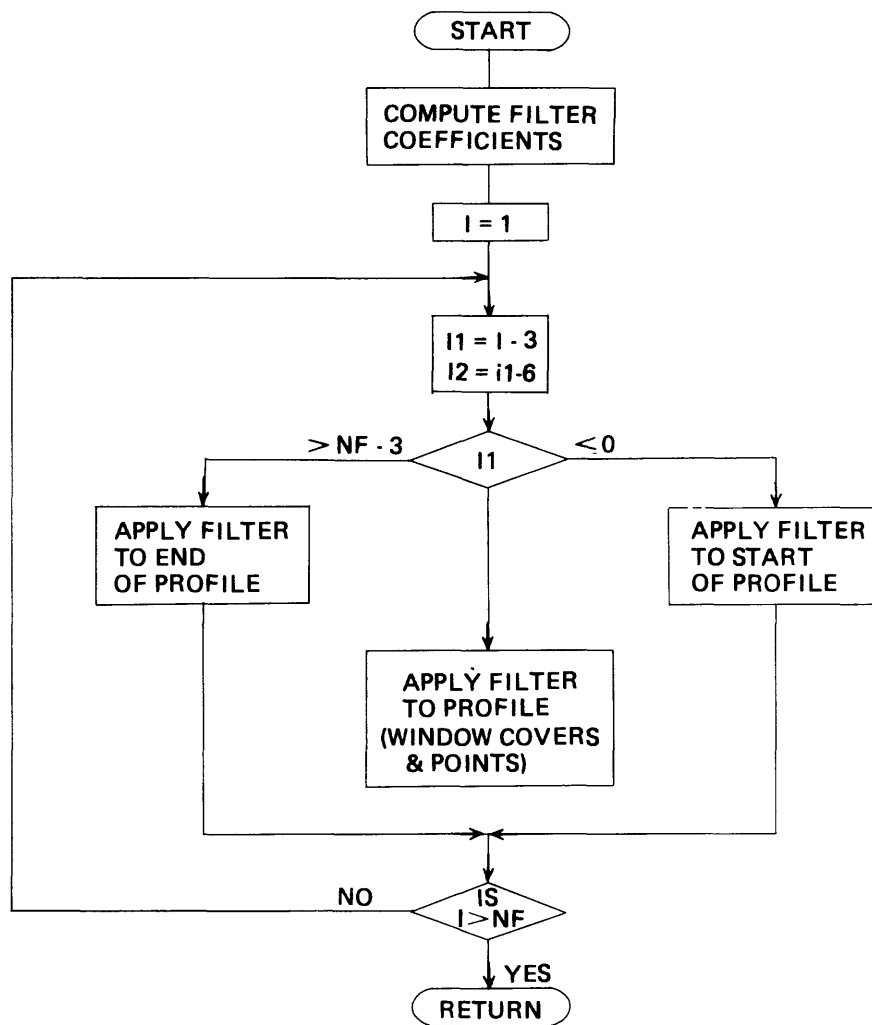 START
COMPUTE FILTER
COEFFICIENTS
I = 1
I1 = I - 3
I2 = i1-6
> NF - 3
I1
≤0
APPLY FILTER
TO END
OF PROFILE
APPLY FILTER
TO START
OF PROFILE
APPLY FILTER
TO PROFILE
(WINDOW COVERS
& POINTS)
NO
IS
I>NF
YES
RETURN